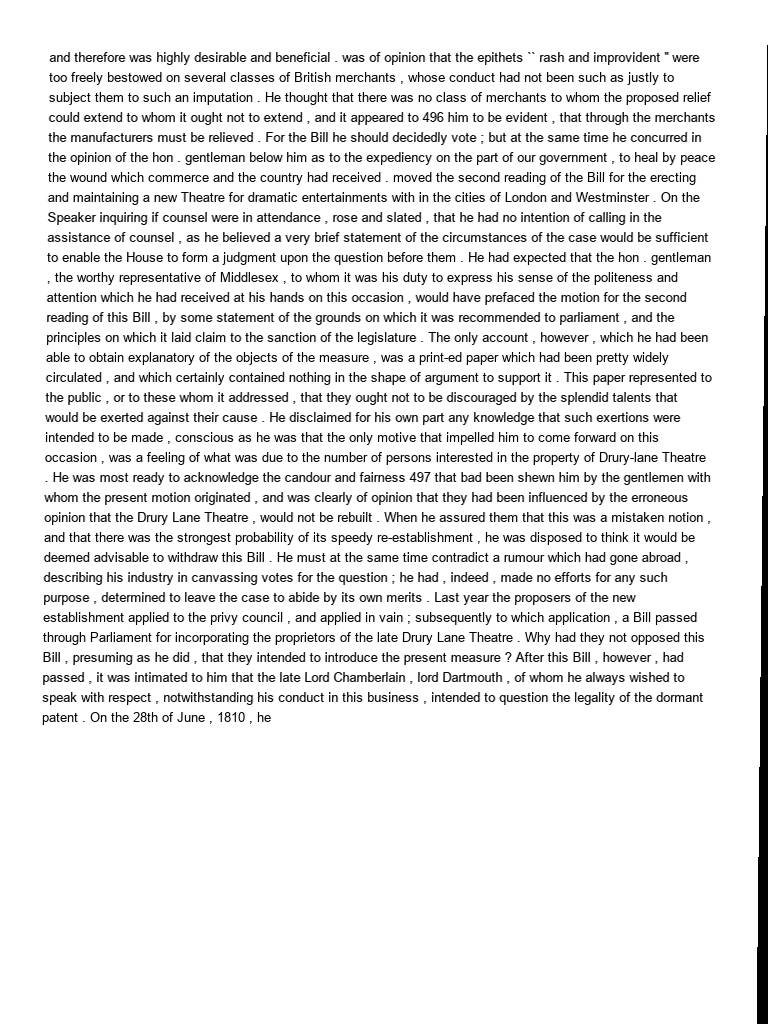 and therefore was highly desirable and beneficial . was of opinion that the epithets `` rash and improvident '' were
too freely bestowed on several classes of British merchants , whose conduct had not been such as justly to
subject them to such an imputation . He thought that there was no class of merchants to whom the proposed relief
could extend to whom it ought not to extend , and it appeared to 496 him to be evident , that through the merchants
the manufacturers must be relieved . For the Bill he should decidedly vote ; but at the same time he concurred in
the opinion of the hon . gentleman below him as to the expediency on the part of our government , to heal by peace
the wound which commerce and the country had received . moved the second reading of the Bill for the erecting
and maintaining a new Theatre for dramatic entertainments with in the cities of London and Westminster . On the
Speaker inquiring if counsel were in attendance , rose and slated , that he had no intention of calling in the
assistance of counsel , as he believed a very brief statement of the circumstances of the case would be sufficient
to enable the House to form a judgment upon the question before them . He had expected that the hon . gentleman
, the worthy representative of Middlesex , to whom it was his duty to express his sense of the politeness and
attention which he had received at his hands on this occasion , would have prefaced the motion for the second
reading of this Bill , by some statement of the grounds on which it was recommended to parliament , and the
principles on which it laid claim to the sanction of the legislature . The only account , however , which he had been
able to obtain explanatory of the objects of the measure , was a print-ed paper which had been pretty widely
circulated , and which certainly contained nothing in the shape of argument to support it . This paper represented to
the public , or to these whom it addressed , that they ought not to be discouraged by the splendid talents that
would be exerted against their cause . He disclaimed for his own part any knowledge that such exertions were
intended to be made , conscious as he was that the only motive that impelled him to come forward on this
occasion , was a feeling of what was due to the number of persons interested in the property of Drury-lane Theatre
. He was most ready to acknowledge the candour and fairness 497 that bad been shewn him by the gentlemen with
whom the present motion originated , and was clearly of opinion that they had been influenced by the erroneous
opinion that the Drury Lane Theatre , would not be rebuilt . When he assured them that this was a mistaken notion ,
and that there was the strongest probability of its speedy re-establishment , he was disposed to think it would be
deemed advisable to withdraw this Bill . He must at the same time contradict a rumour which had gone abroad ,
describing his industry in canvassing votes for the question ; he had , indeed , made no efforts for any such
purpose , determined to leave the case to abide by its own merits . Last year the proposers of the new
establishment applied to the privy council , and applied in vain ; subsequently to which application , a Bill passed
through Parliament for incorporating the proprietors of the late Drury Lane Theatre . Why had they not opposed this
Bill , presuming as he did , that they intended to introduce the present measure ? After this Bill , however , had
passed , it was intimated to him that the late Lord Chamberlain , lord Dartmouth , of whom he always wished to
speak with respect , notwithstanding his conduct in this business , intended to question the legality of the dormant
patent . On the 28th of June , 1810 , he